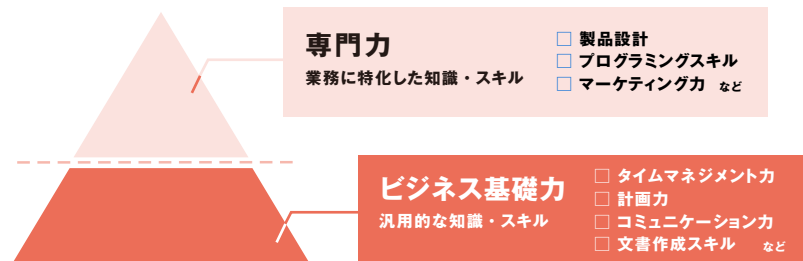 専門力
業務に特化した知識・スキル
□ 製品設計
□ プログラミングスキル
□ マーケティング力 など
ビジネス基礎力
汎用的な知識・スキル
□ タイムマネジメント力
□ 計画力
□ コミュニケーション力
□ 文書作成スキル など